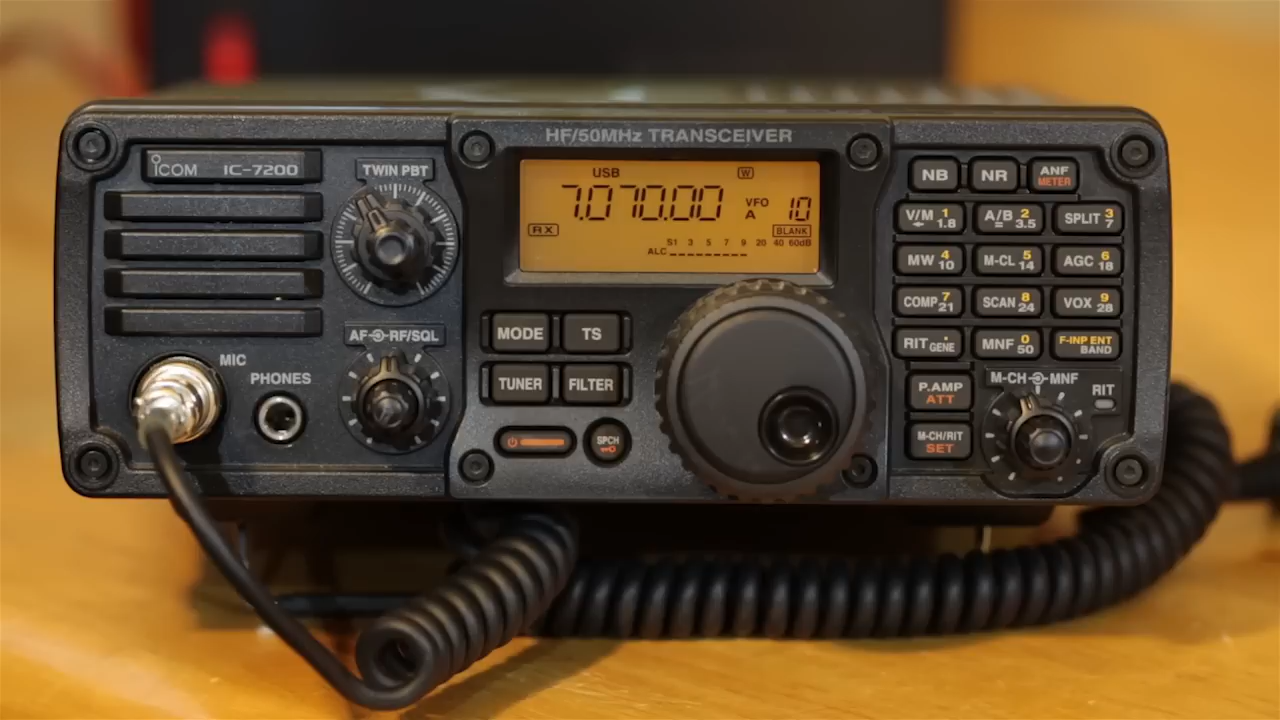 HF/50MHz TRANSCEIVER
ICOM IC-7200
TWIN PBT
USB W
7.070.00 VFO A 10
RX BLANK
S1 3 5 7 9 20 40 60dB
ALC
NB NR ANF METER
V/M 1 1.8 A/B = 2 3.5 SPLIT 3 7
MW 4 10 M-CL 5 14 AGC 6 18
COMP 7 21 SCAN 8 24 VOX 9 28
RIT . GENE MNF 0 50 F-INP ENT BAND
AF RF/SQL
MODE TS
TUNER FILTER
SPCH
MIC
PHONES
P.AMP ATT
M-CH MNF
RIT
M-CH/RIT SET